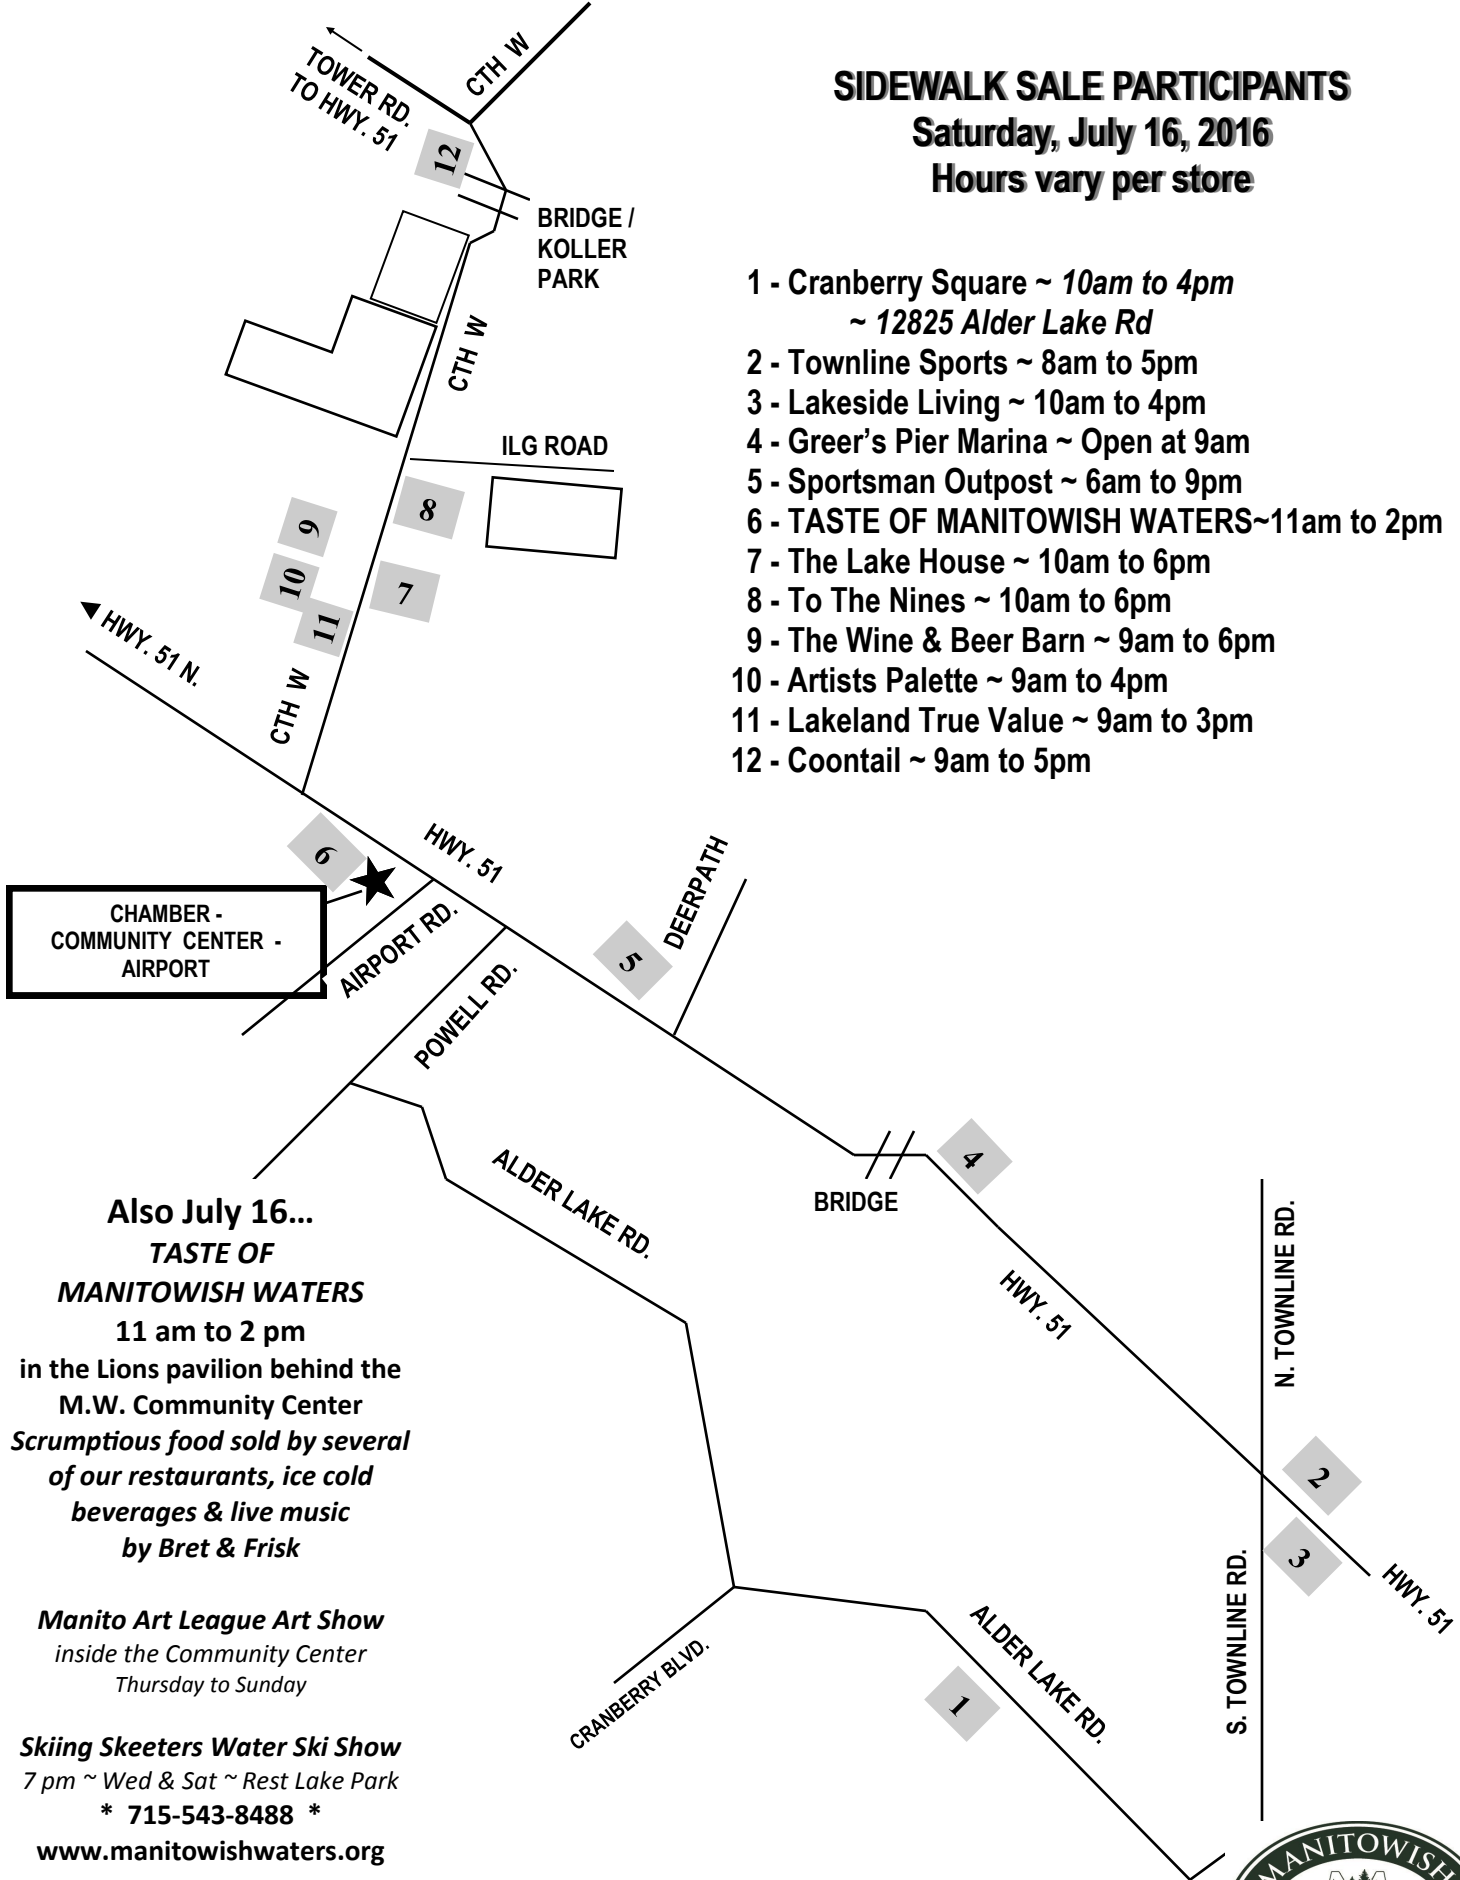 CTH W
TOWER RD.
TO HWY. 51
12
BRIDGE /
KOLLER
PARK
CTH W
ILG ROAD
8
9
10
7
11
HWY. 51 N.
CTH W
SIDEWALK SALE PARTICIPANTS
Saturday, July 16, 2016
Hours vary per store
1 - Cranberry Square ~ 10am to 4pm
~ 12825 Alder Lake Rd
2 - Townline Sports ~ 8am to 5pm
3 - Lakeside Living ~ 10am to 4pm
4 - Greer’s Pier Marina ~ Open at 9am
5 - Sportsman Outpost ~ 6am to 9pm
6 - TASTE OF MANITOWISH WATERS~11am to 2pm
7 - The Lake House ~ 10am to 6pm
8 - To The Nines ~ 10am to 6pm
9 - The Wine & Beer Barn ~ 9am to 6pm
10 - Artists Palette ~ 9am to 4pm
11 - Lakeland True Value ~ 9am to 3pm
12 - Coontail ~ 9am to 5pm
6
HWY. 51
CHAMBER -
COMMUNITY CENTER -
AIRPORT
AIRPORT RD.
POWELL RD.
5
DEERPATH
4
BRIDGE
ALDER LAKE RD.
HWY. 51
N. TOWNLINE RD.
2
3
HWY. 51
S. TOWNLINE RD.
CRANBERRY BLVD.
1
ALDER LAKE RD.
Also July 16…
TASTE OF
MANITOWISH WATERS
11 am to 2 pm
in the Lions pavilion behind the
M.W. Community Center
Scrumptious food sold by several
of our restaurants, ice cold
beverages & live music
by Bret & Frisk
Manito Art League Art Show
inside the Community Center
Thursday to Sunday
Skiing Skeeters Water Ski Show
7 pm ~ Wed & Sat ~ Rest Lake Park
* 715-543-8488 *
www.manitowishwaters.org
MANITOWISH